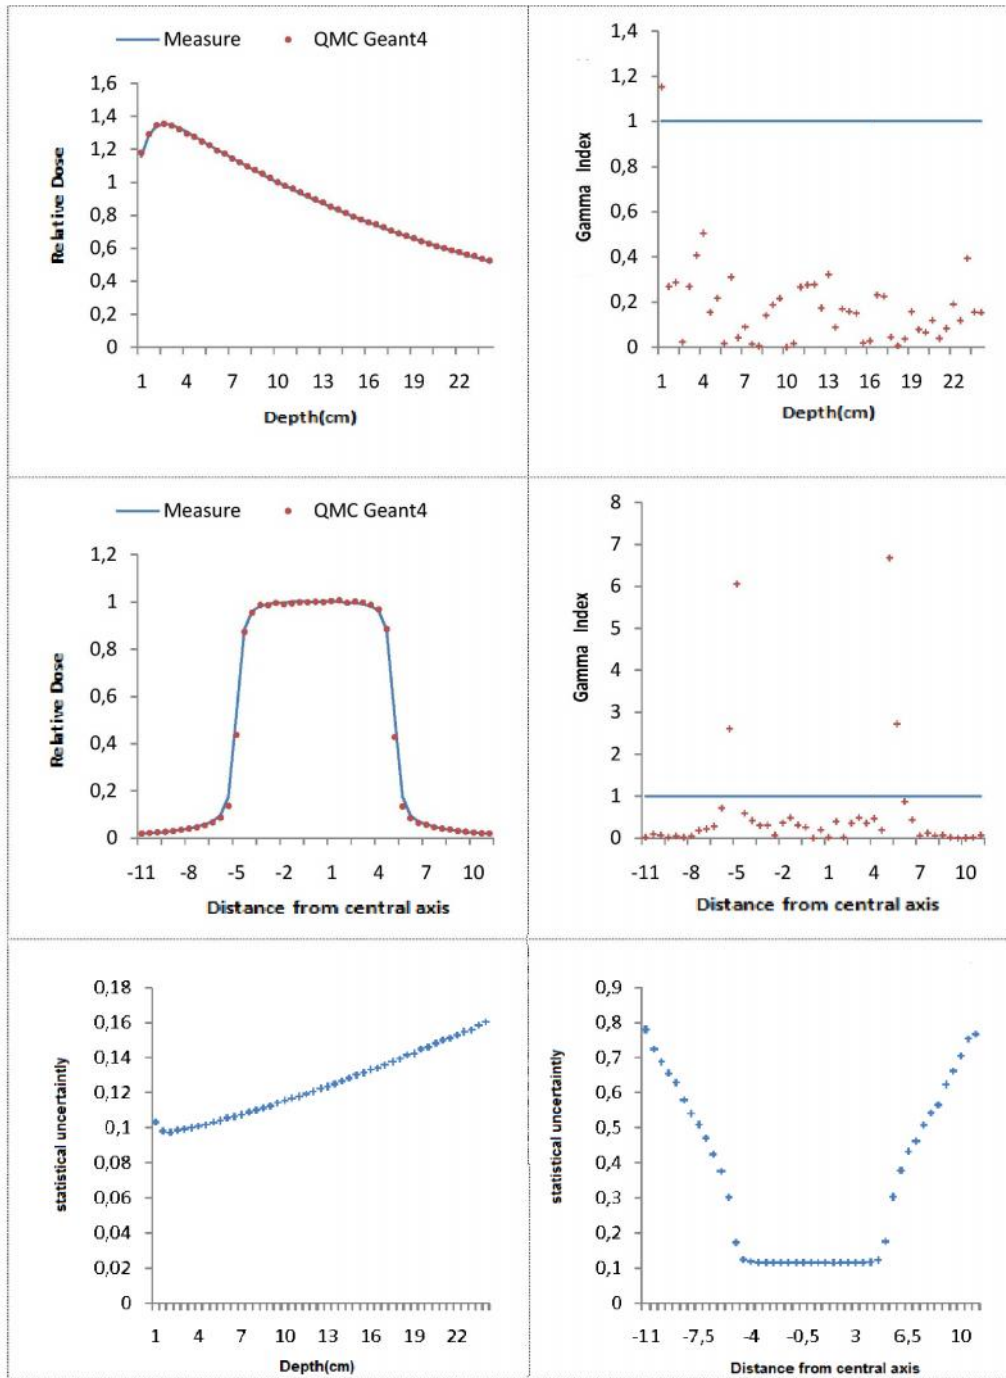 Measure QMC Geant4
1,6
1,4
1,2
1
0,8
0,6
0,4
0,2
0
1 4 7 10 13 16 19 22
Relative Dose
Depth(cm)
1,4
1,2
1
0,8
0,6
0,4
0,2
0
1 4 7 10 13 16 19 22
Gamma Index
Depth(cm)
Measure QMC Geant4
1,2
1
0,8
0,6
0,4
0,2
0
-11 -8 -5 -2 1 4 7 10
Relative Dose
Distance from central axis
8
7
6
5
4
3
2
1
0
-11 -8 -5 -2 1 4 7 10
Gamma Index
Distance from central axis
0,18
0,16
0,14
0,12
0,1
0,08
0,06
0,04
0,02
0
1 4 7 10 13 16 19 22
statistical uncertaintly
Depth(cm)
0,9
0,8
0,7
0,6
0,5
0,4
0,3
0,2
0,1
0
-11 -7,5 -4 -0,5 3 6,5 10
statistical uncertaintly
Distance from central axis